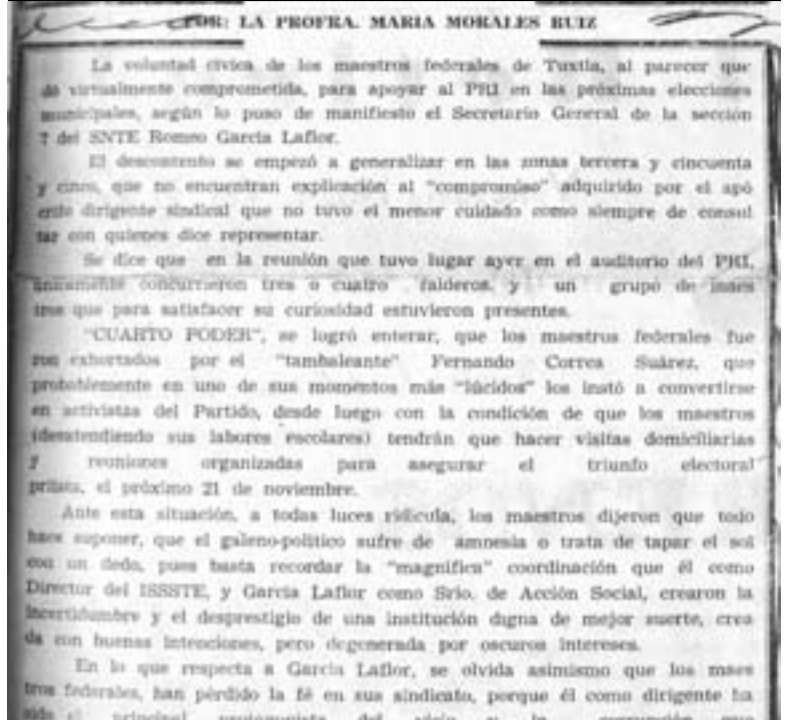 POR: LA PROFRA. MARIA MORALES RUIZ
La voluntad cívica de los maestros federales de Tuxtla, al parecer que
dó virtualmente comprometida, para apoyar al PRI en las próximas elecciones
municipales, según lo puso de manifiesto el Secretario General de la sección
7 del SNTE Romeo García Laflor.
El descontento se empezó a generalizar en las zonas tercera y cincuenta
y cinco, que no encuentran explicación al "compromiso" adquirido por el apó
crifo dirigente sindical que no tuvo el menor cuidado como siempre de consul
tar con quienes dice representar.
Se dice que en la reunión que tuvo lugar ayer en el auditorio del PRI,
únicamente concurrieron tres o cuatro falderos, y un grupo de maes
tros que para satisfacer su curiosidad estuvieron presentes.
"CUARTO PODER", se logró enterar, que los maestros federales fue
ron exhortados por el "tambaleante" Fernando Correa Suárez, que
probablemente en uno de sus momentos más "lúcidos" los instó a convertirse
en activistas del Partido, desde luego con la condición de que los maestros
(desatendiendo sus labores escolares) tendrán que hacer visitas domiciliarias
y reuniones organizadas para asegurar el triunfo electoral
priísta, el próximo 21 de noviembre.
Ante esta situación, a todas luces ridícula, los maestros dijeron que todo
hace suponer, que el galeno-político sufre de amnesia o trata de tapar el sol
con un dedo, pues basta recordar la "magnífica" coordinación que él como
Director del ISSSTE, y García Laflor como Srio. de Acción Social, crearon la
incertidumbre y el desprestigio de una institución digna de mejor suerte, crea
da con buenas intenciones, pero degenerada por oscuros intereses.
En lo que respecta a García Laflor, se olvida asimismo que los maes
tros federales, han pérdido la fé en sua sindicato, porque él como dirigente ha
sido el principal protagonista del vicio y la corrupción que